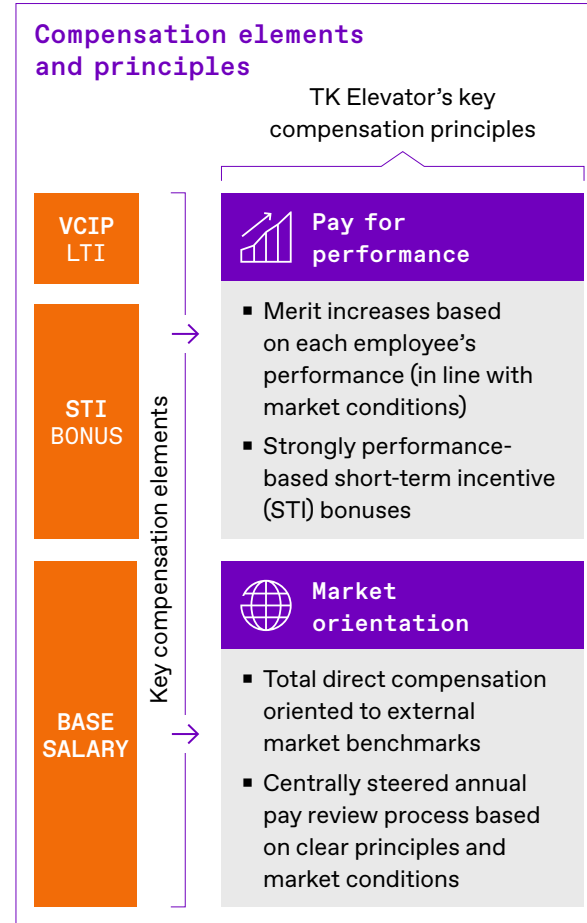 Compensation elements
and principles
TK Elevator's key
compensation principles
VCIP
LTI
STI
BONUS
BASE
SALARY
Key compensation elements
Pay for
performance
▪ Merit increases based
on each employee's
performance (in line with
market conditions)
▪ Strongly performance-
based short-term incentive
(STI) bonuses
Market
orientation
▪ Total direct compensation
oriented to external
market benchmarks
▪ Centrally steered annual
pay review process based
on clear principles and
market conditions